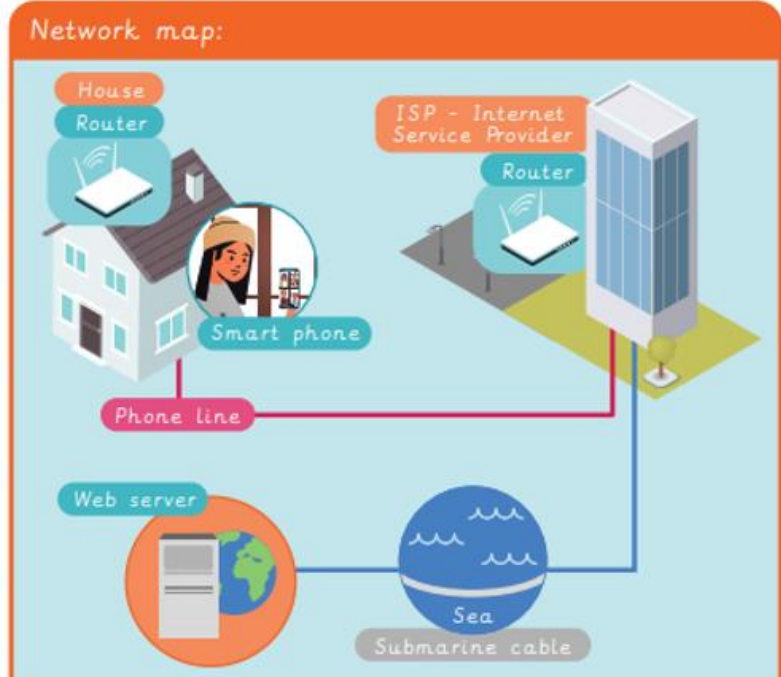 Network map:
House
Router
ISP - Internet
Service Provider
Router
Smart phone
Phone line
Web server
Sea
Submarine cable